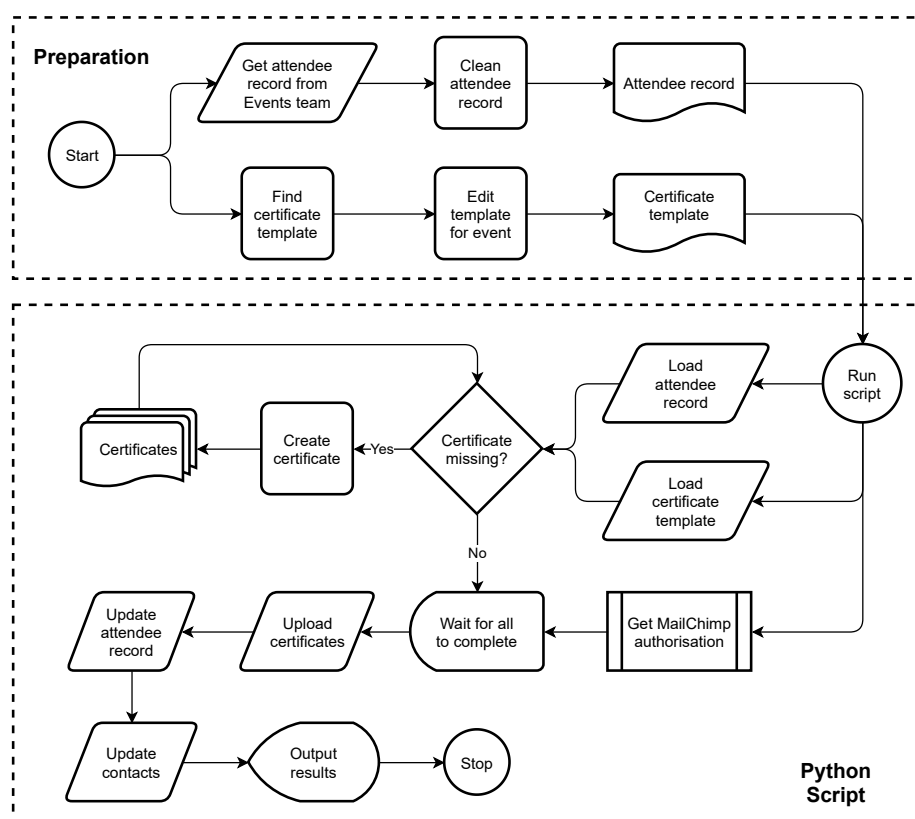 Preparation
Get attendee
record from
Events team
Clean
attendee
record
Attendee record
Start
Find
certificate
template
Edit
template
for event
Certificate
template
Load
attendee
record
Run
script
Certificates
Create
certificate
Yes
Certificate
missing?
Load
certificate
template
No
Update
attendee
record
Upload
certificates
Wait for all
to complete
Get MailChimp
authorisation
Update
contacts
Output
results
Stop
Python
Script